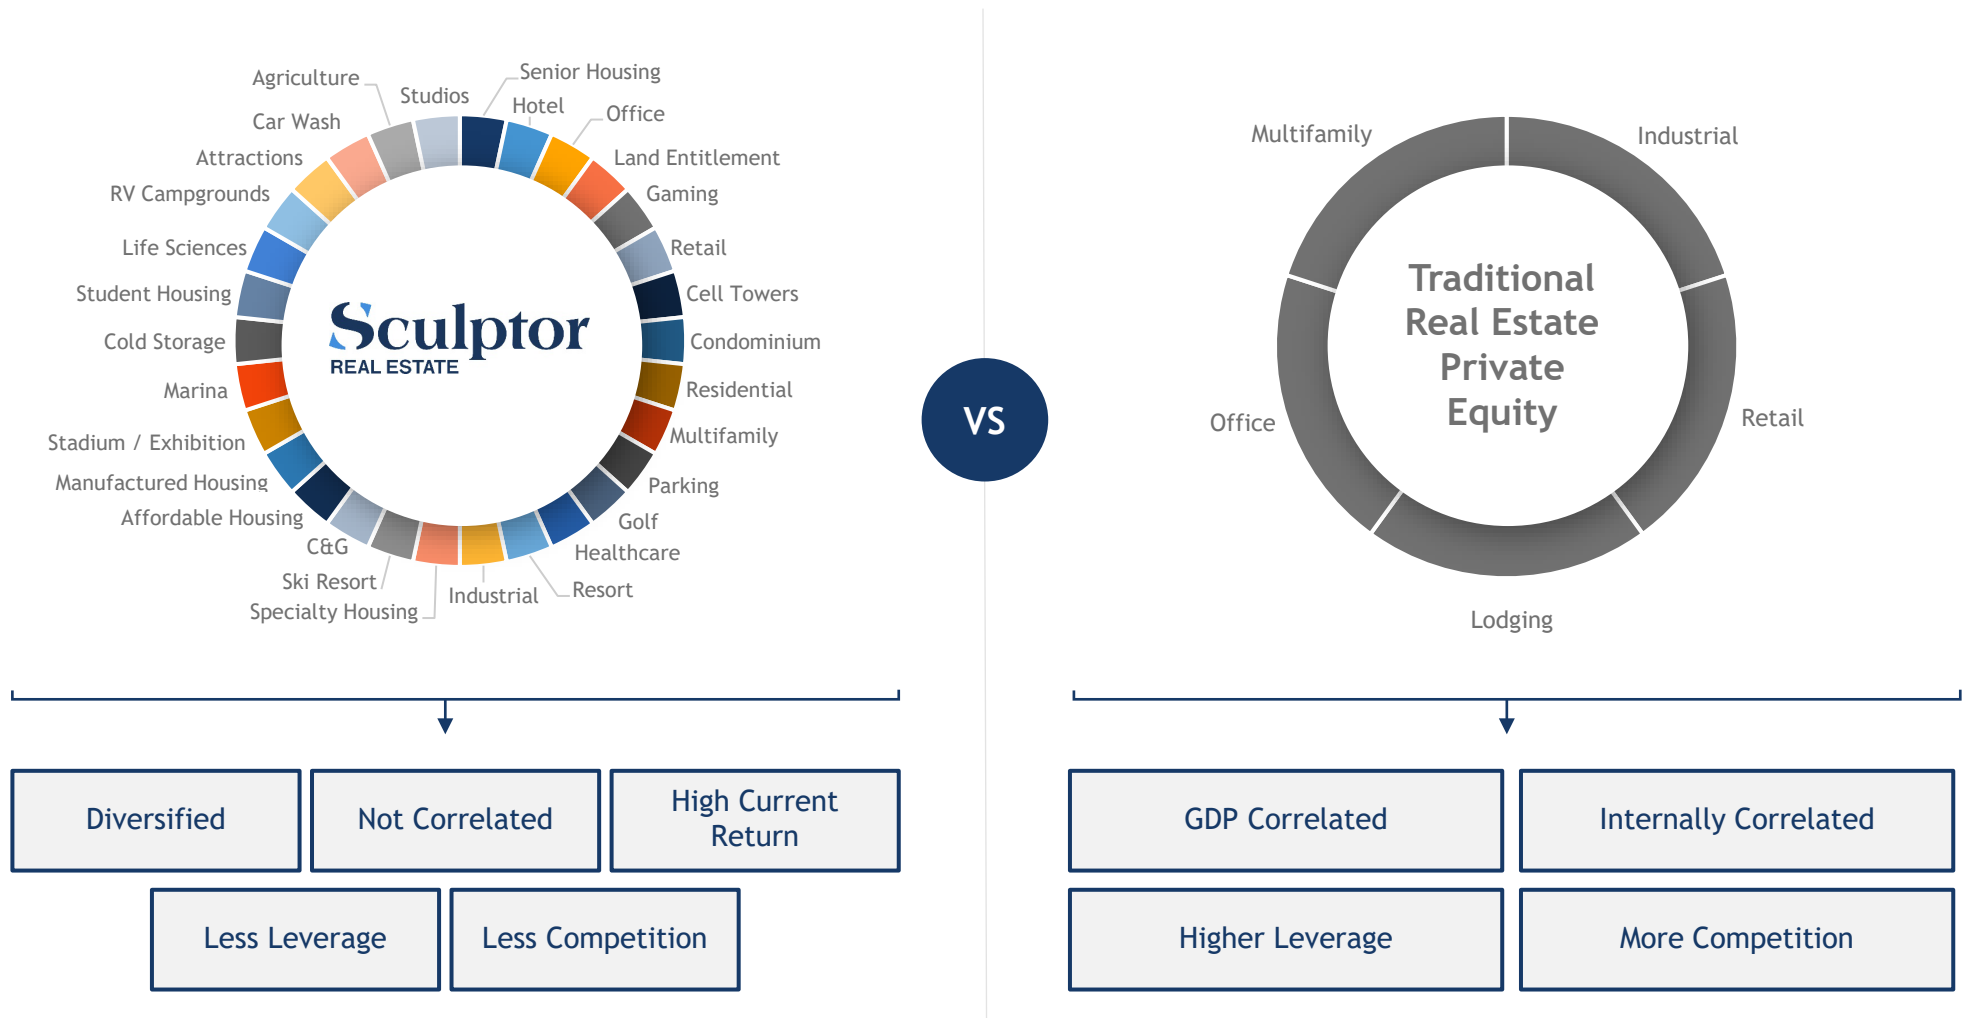 Senior Housing
Hotel
Office
Land Entitlement
Gaming
Retail
Cell Towers
Condominium
Residential
Multifamily
Parking
Golf
Healthcare
Resort
Industrial
Specialty Housing
Ski Resort
C&G
Affordable Housing
Manufactured Housing
Stadium / Exhibition
Marina
Cold Storage
Student Housing
Life Sciences
RV Campgrounds
Attractions
Car Wash
Agriculture
Studios
Sculptor
REAL ESTATE
Diversified
Not Correlated
High Current
Return
Less Leverage
Less Competition
VS
Multifamily
Industrial
Retail
Lodging
Office
Traditional
Real Estate
Private
Equity
GDP Correlated
Internally Correlated
Higher Leverage
More Competition